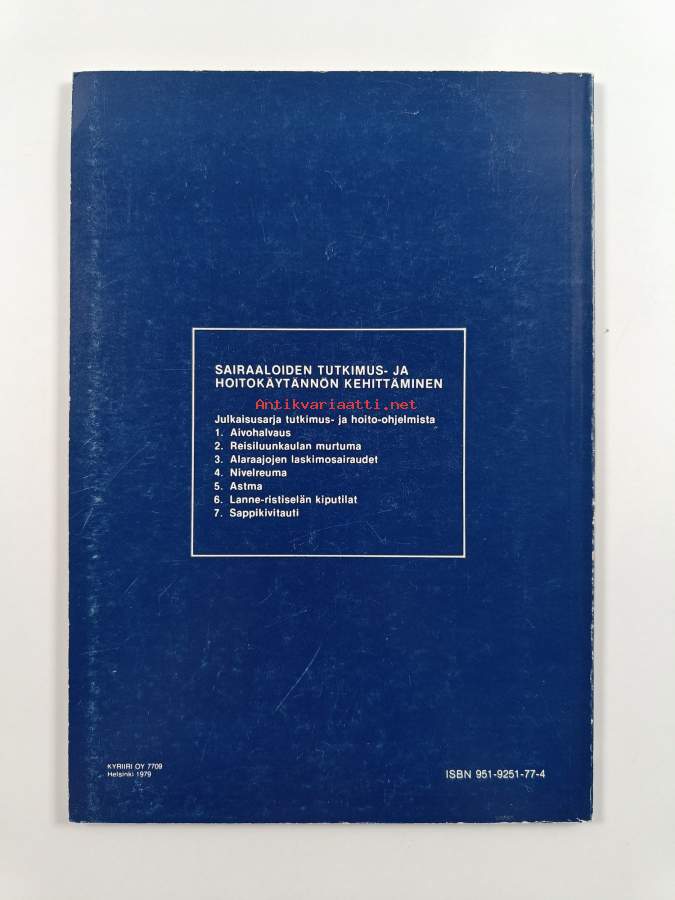 SAIRAALOIDEN TUTKIMUS- JA
HOITOKÄYTÄNNÖN KEHITTÄMINEN
Antikvariaatti.net
Julkaisusarja tutkimus- ja hoito-ohjelmista
1. Aivohalvaus
2. Reisiluunkaulan murtuma
3. Alaraajojen laskimosairaudet
4. Nivelreuma
5. Astma
6. Lanne-ristiselän kiputilat
7. Sappikivitauti
KYRIIRI OY 7709
Helsinki 1979
ISBN 951-9251-77-4